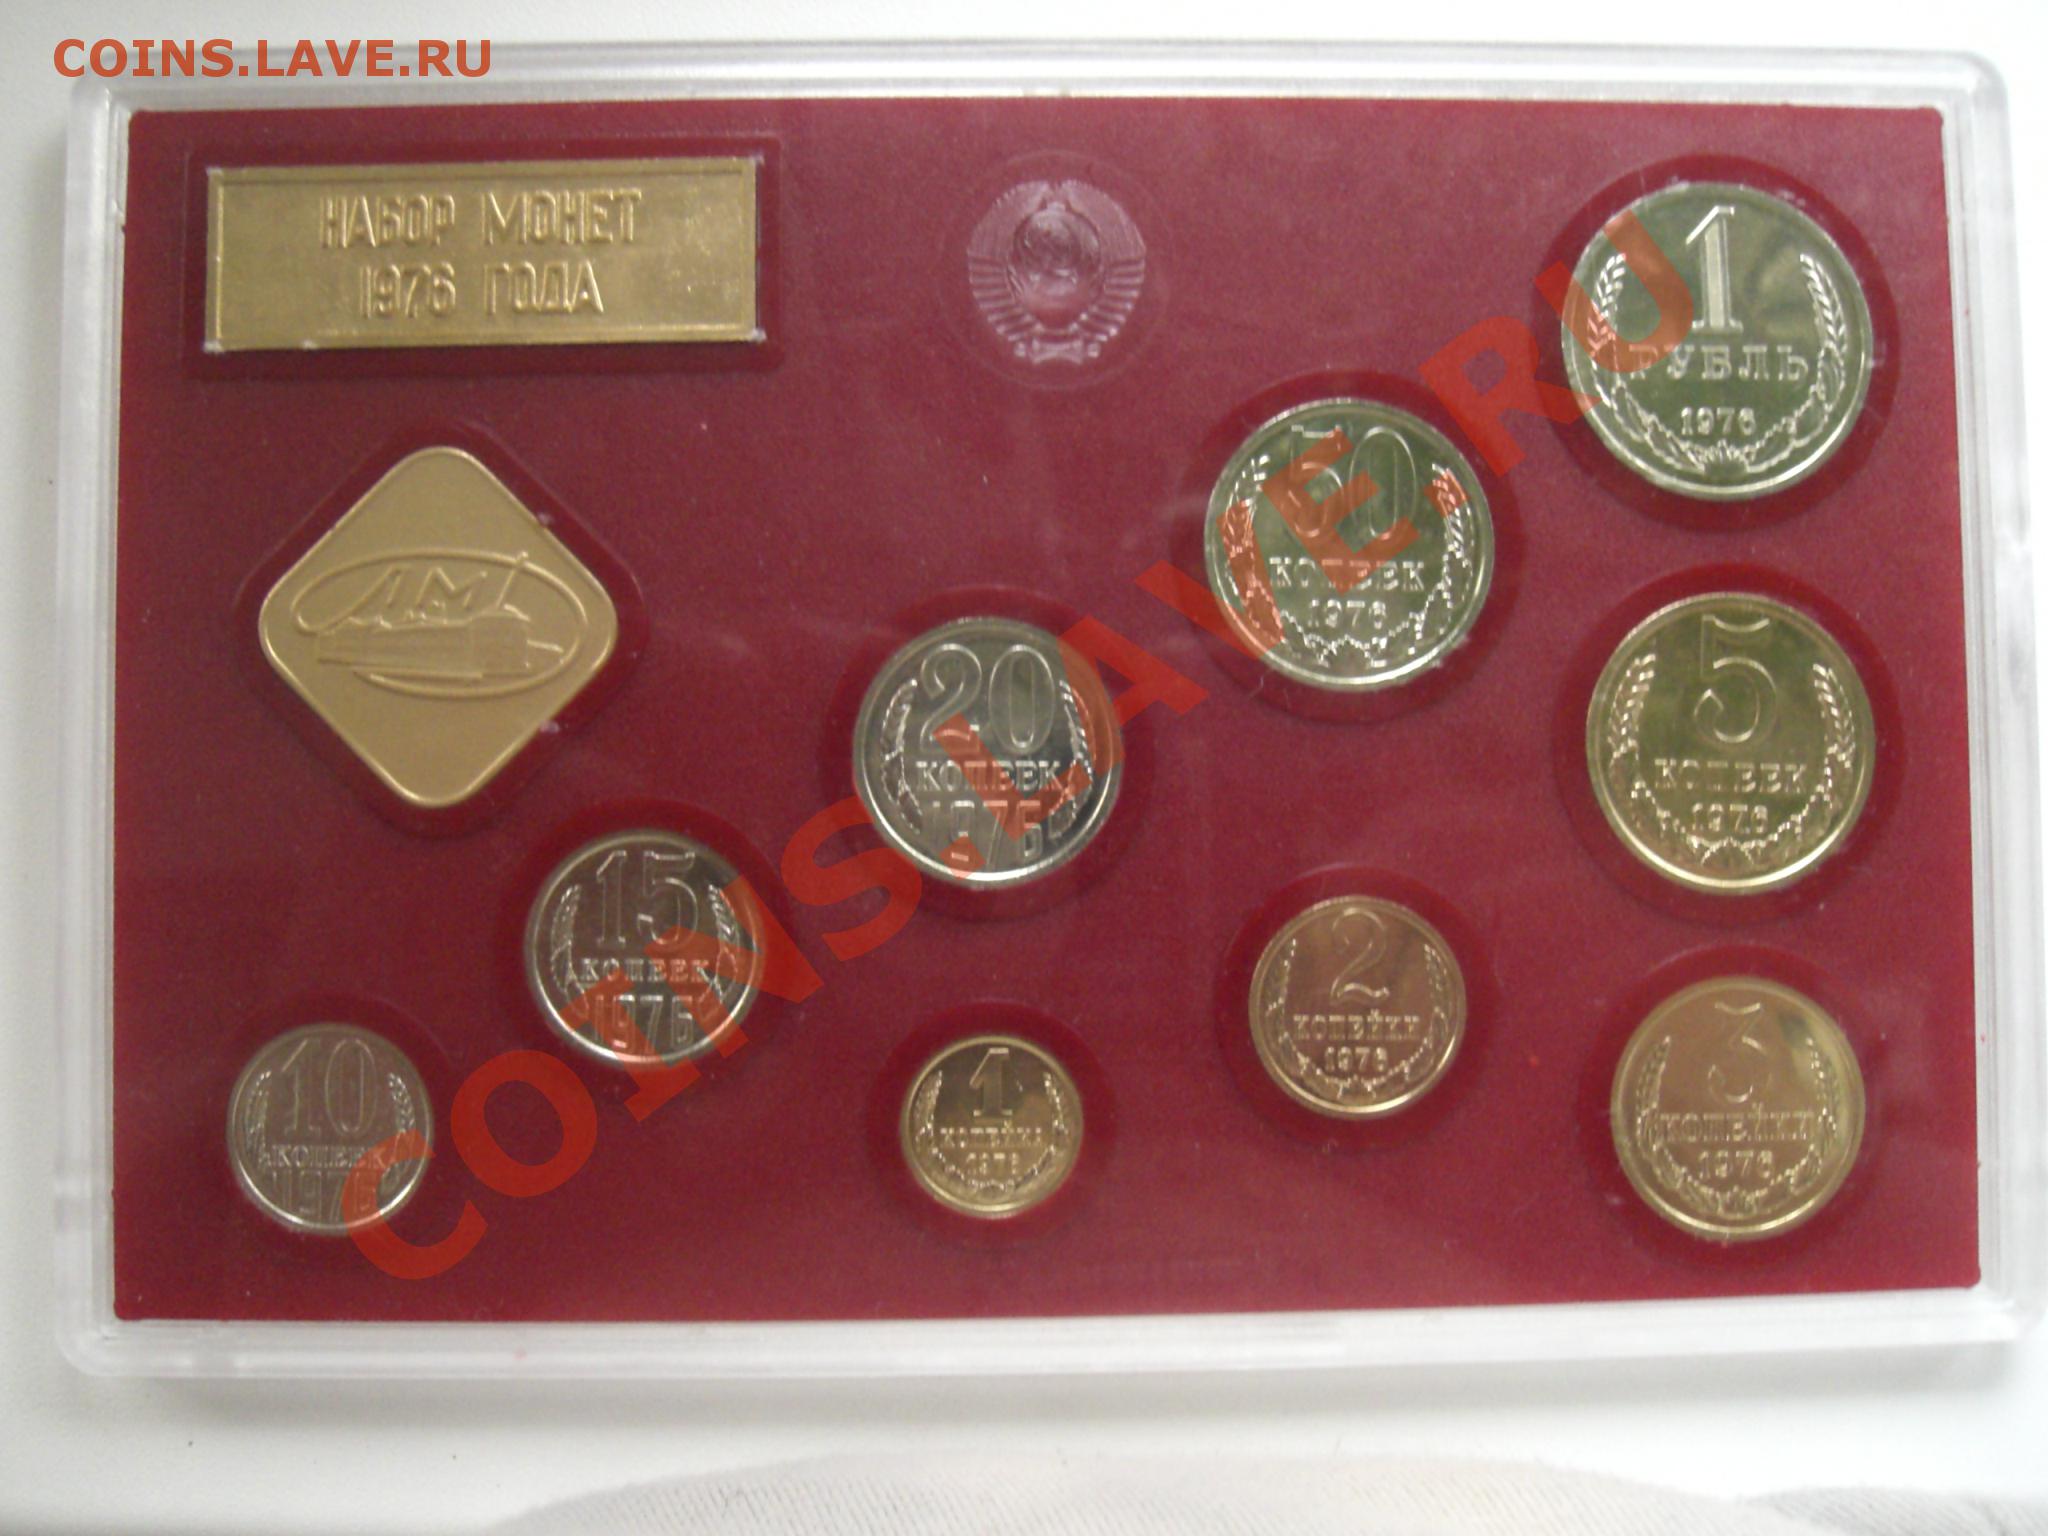 COINS.LAVE.RU
НАБОР МОНЕТ
1976 ГОДА
1
РУБЛЬ
1976
50
КОПЕЕК
1976
ЛМД
20
КОПЕЕК
1976
5
КОПЕЕК
1976
15
КОПЕЕК
1976
2
КОПЕЙКИ
1976
3
КОПЕЙКИ
1976
10
КОПЕЕК
1976
1
КОПЕЙКА
1976
COINS.LAVE.RU